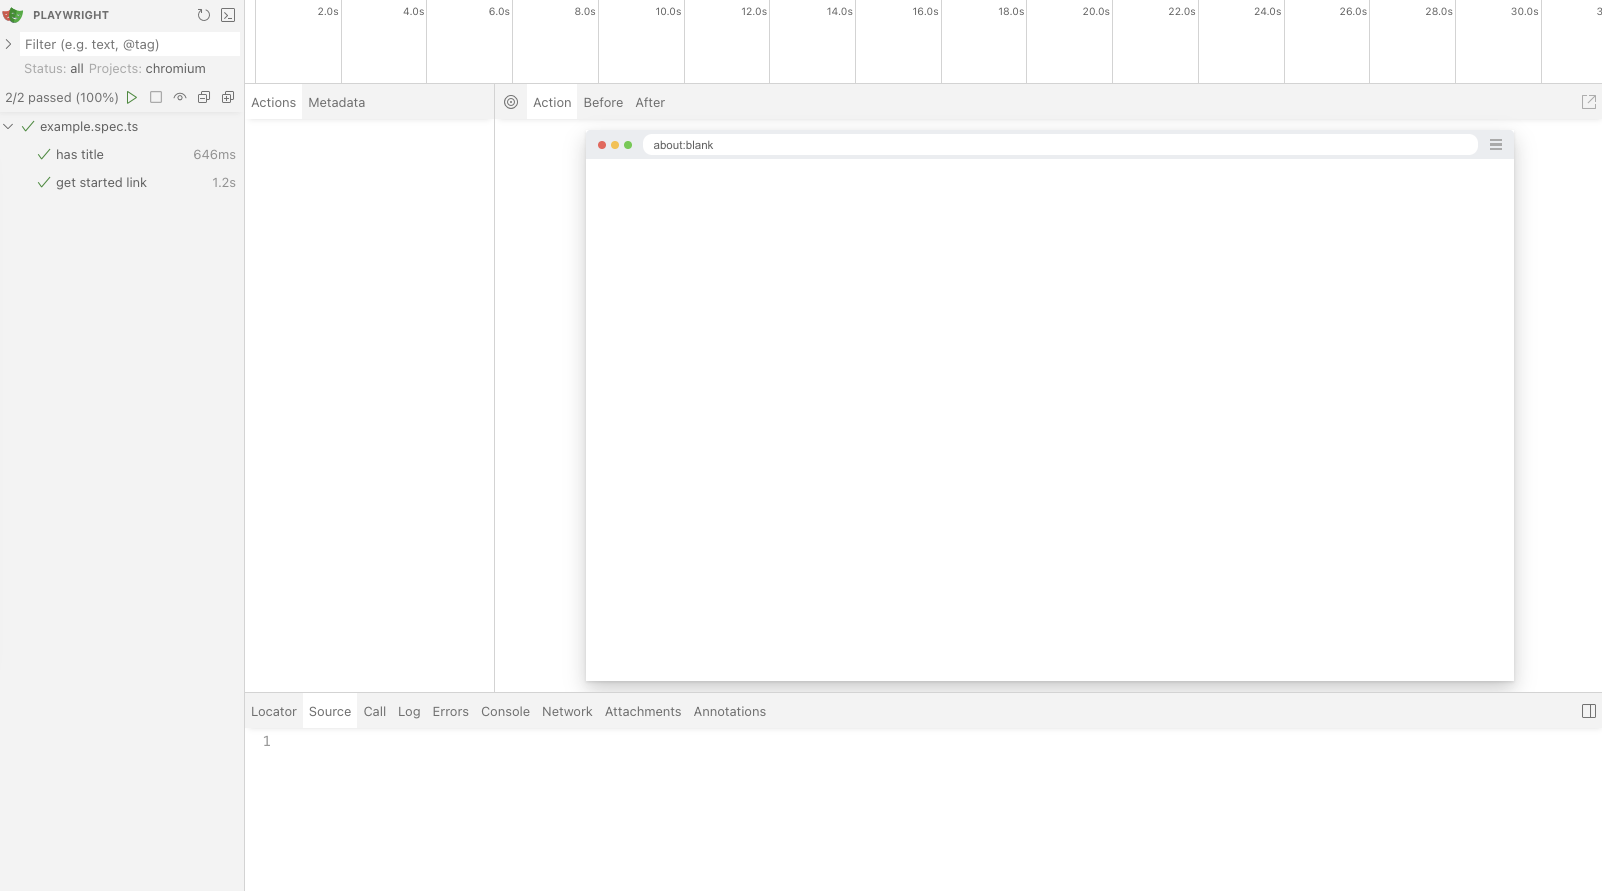 PLAYWRIGHT
Filter (e.g. text, @tag)
Status: all Projects: chromium
2/2 passed (100%)
example.spec.ts
has title 646ms
get started link 1.2s
2.0s 4.0s 6.0s 8.0s 10.0s 12.0s 14.0s 16.0s 18.0s 20.0s 22.0s 24.0s 26.0s 28.0s 30.0s 3
Actions Metadata
Action Before After
about:blank
Locator Source Call Log Errors Console Network Attachments Annotations
1